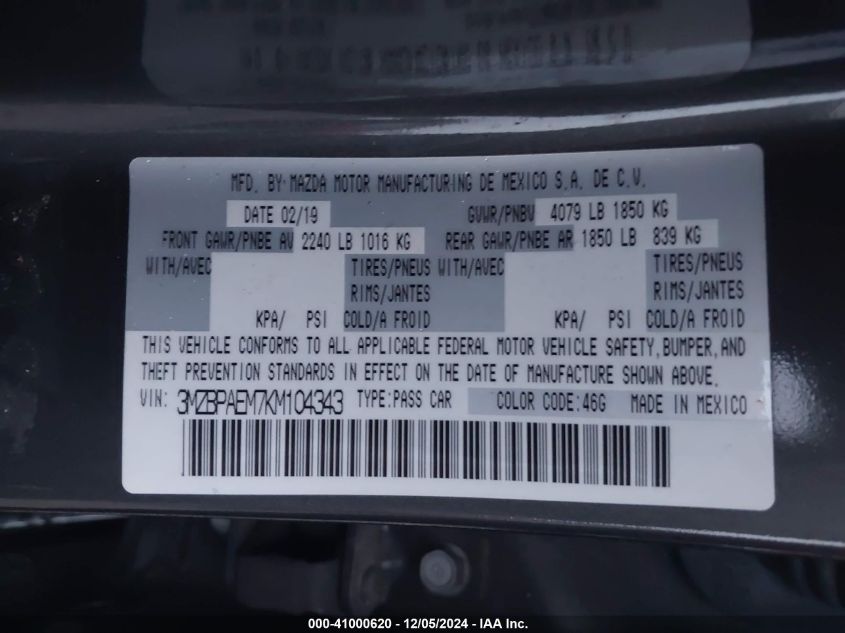 MFD. BY MAZDA MOTOR MANUFACTURING DE MEXICO S.A. DE C.V.
DATE 02/19 GVWR/PNBV 4079 LB 1850 KG
FRONT GAWR/PNBE AV 2240 LB 1016 KG REAR GAWR/PNBE AR 1850 LB 839 KG
WITH/AVEC TIRES/PNEUS WITH/AVEC TIRES/PNEUS
RIMS/JANTES RIMS/JANTES
KPA/ PSI COLD/A FROID KPA/ PSI COLD/A FROID
THIS VEHICLE CONFORMS TO ALL APPLICABLE FEDERAL MOTOR VEHICLE SAFETY, BUMPER, AND
THEFT PREVENTION STANDARDS IN EFFECT ON THE DATE OF MANUFACTURE SHOWN ABOVE.
VIN: 3MZBPAEM7KM104343 TYPE: PASS CAR COLOR CODE: 46G MADE IN MEXICO
000-41000620 - 12/05/2024 - IAA Inc.